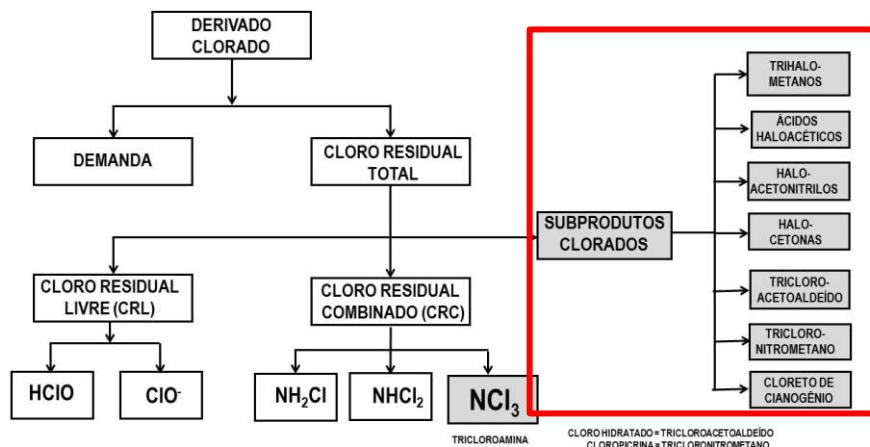 DERIVADO
CLORADO
DEMANDA
CLORO RESIDUAL
TOTAL
SUBPRODUTOS
CLORADOS
TRIHALO-
METANOS
ÁCIDOS
HALOACÉTICOS
HALO-
ACETONITRILOS
HALO-
CETONAS
TRICLORO-
ACETOALDEÍDO
TRICLORO-
NITROMETANO
CLORETO DE
CIANOGÊNIO
CLORO RESIDUAL
LIVRE (CRL)
CLORO RESIDUAL
COMBINADO (CRC)
HClO
ClO⁻
NH₂Cl
NHCl₂
NCl₃
TRICLOROAMINA
CLORO HIDRATADO = TRICLOROACETOALDEÍDO
CLOROPICRINA = TRICLORONITROMETANO